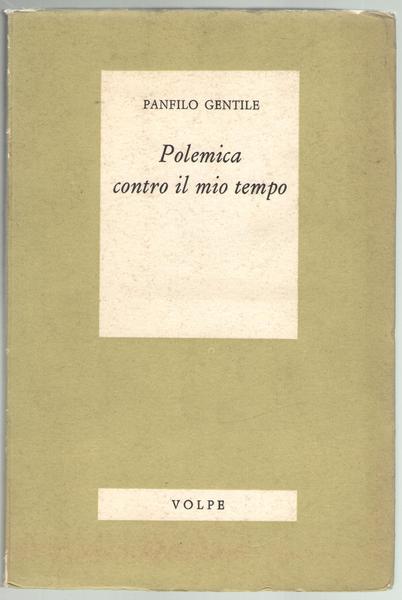 PANFILO GENTILE
Polemica
contro il mio tempo
VOLPE